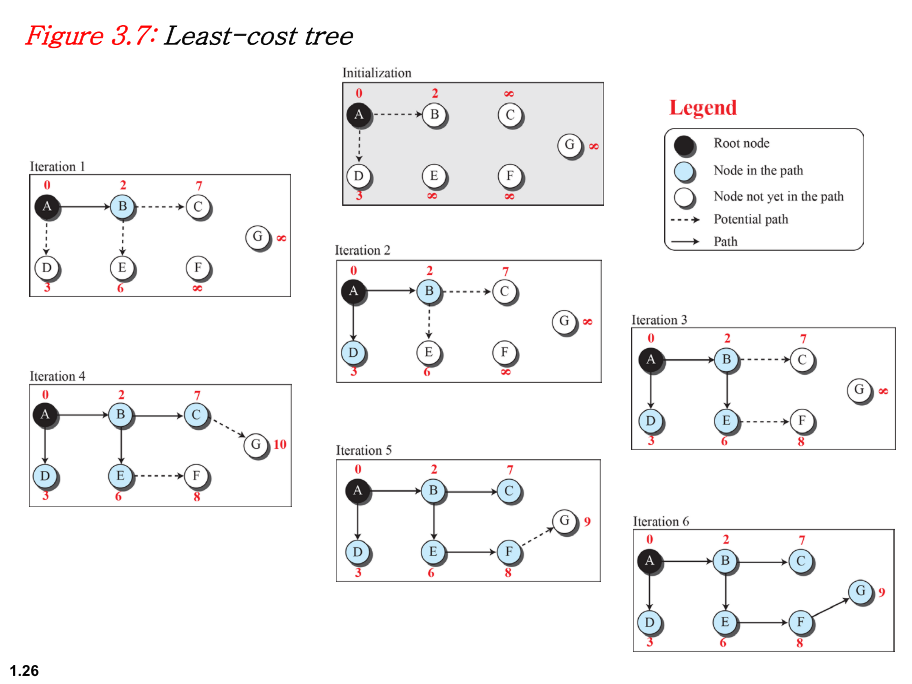 Figure 3.7: Least-cost tree
Initialization
0 2 ∞
A B C
G ∞
D E F
3 ∞ ∞
Legend
Root node
Node in the path
Node not yet in the path
Potential path
Path
Iteration 1
0 2 7
A B C
G ∞
D E F
3 6 ∞
Iteration 2
0 2 7
A B C
G ∞
D E F
3 6 ∞
Iteration 3
0 2 7
A B C
G ∞
D E F
3 6 8
Iteration 4
0 2 7
A B C
G 10
D E F
3 6 8
Iteration 5
0 2 7
A B C
G 9
D E F
3 6 8
Iteration 6
0 2 7
A B C
G 9
D E F
3 6 8
1.26